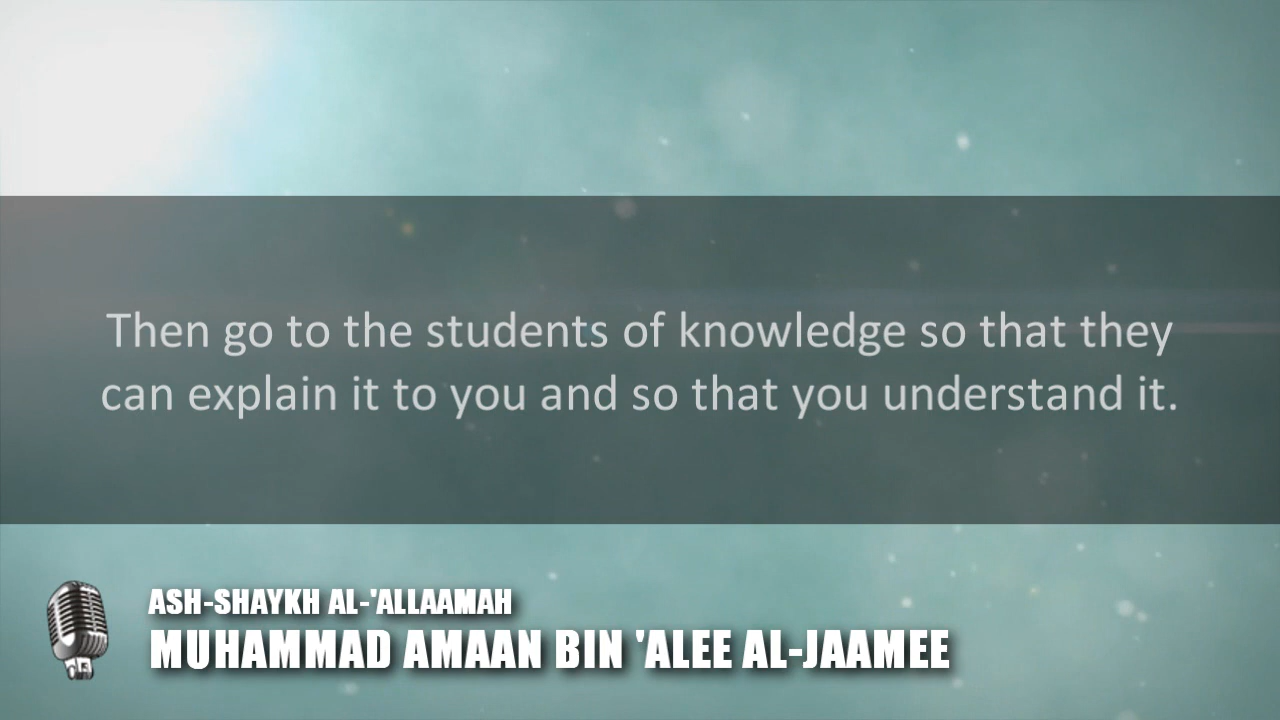 Then go to the students of knowledge so that they
can explain it to you and so that you understand it.
ASH-SHAYKH AL-'ALLAAMAH
MUHAMMAD AMAAN BIN 'ALEE AL-JAAMEE